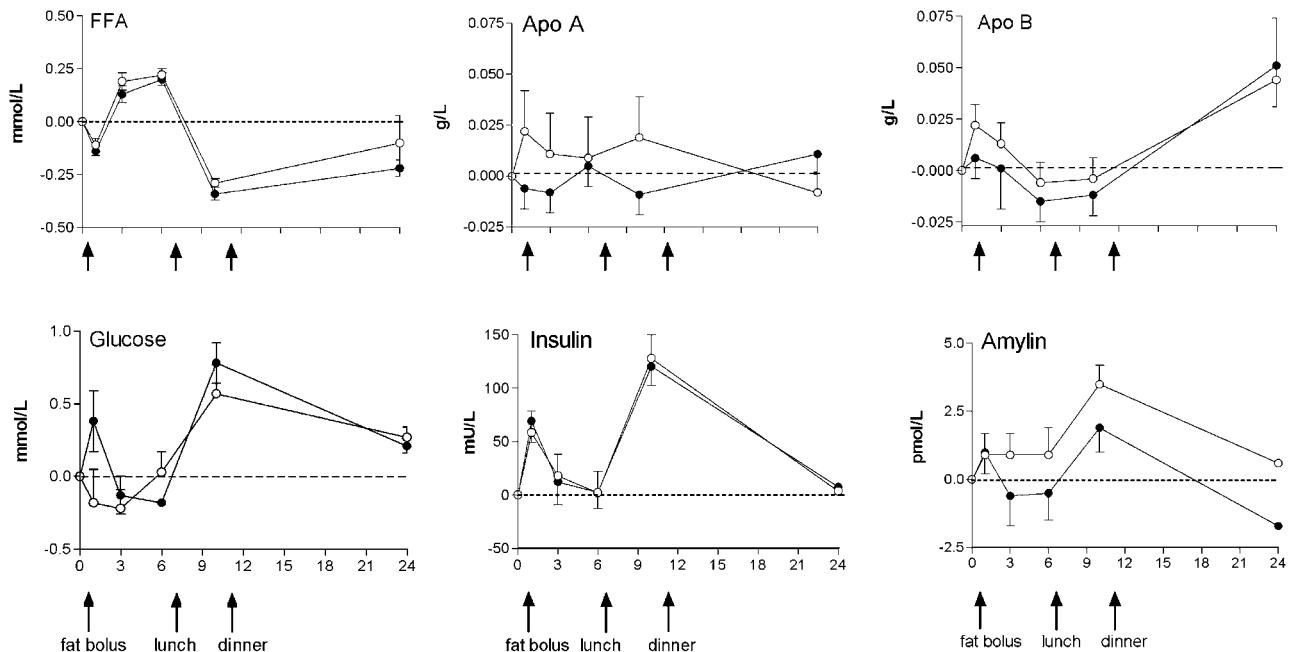 FFA
mmol/L
0.50
0.25
0.00
-0.25
-0.50
Apo A
g/L
0.075
0.050
0.025
0.000
-0.025
Apo B
g/L
0.075
0.050
0.025
-0.000
-0.025
Glucose
mmol/L
1.0
0.5
0.0
-0.5
0 3 6 9 12 15 18 21 24
fat bolus lunch dinner
Insulin
mU/L
150
100
50
0
-50
0 3 6 9 12 15 18 21 24
fat bolus lunch dinner
Amylin
pmol/L
5.0
2.5
0.0
-2.5
0 3 6 9 12 15 18 21 24
fat bolus lunch dinner